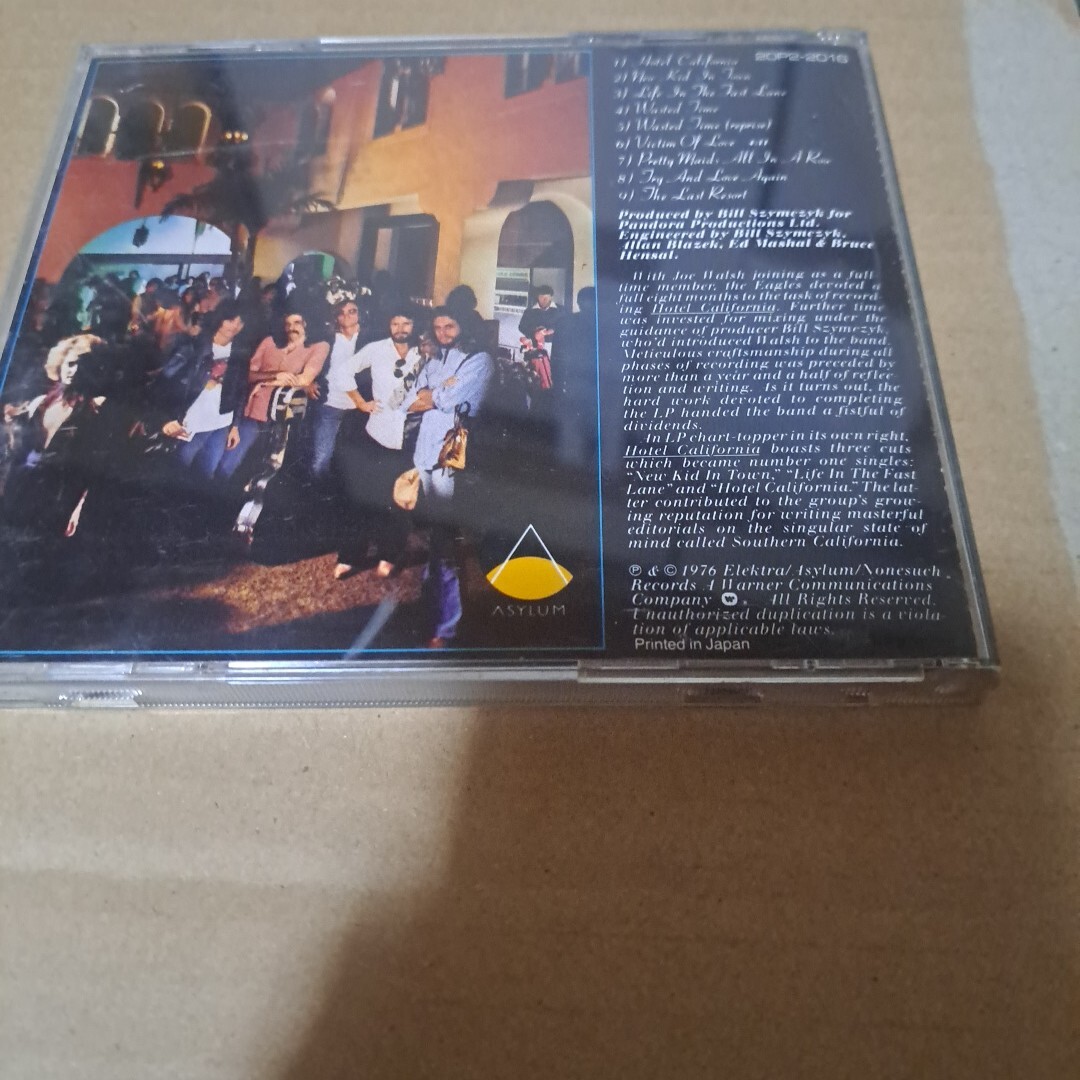 20P2-2016
1) Hotel California
2) New Kid In Town
3) Life In The Fast Lane
4) Wasted Time
5) Wasted Time (reprise)
6) Victim Of Love
7) Pretty Maids All In A Row
8) Try And Love Again
9) The Last Resort
Produced by Bill Szymczyk for
Pandora Productions Ltd.
Engineered by Bill Szymczyk,
Allan Blazek, Ed Mashal & Bruce
Hensal.
With Joe Walsh joining as a full-
time member, the Eagles devoted a
full eight months to the task of record-
ing Hotel California. Further time
was invested for mixing under the
guidance of producer Bill Szymczyk,
who'd introduced Walsh to the band.
Meticulous craftsmanship during all
phases of recording was preceded by
more than a year and a half of reflec-
tion and writing. As it turns out, the
hard work devoted to completing
the LP handed the band a fistful of
dividends.
An LP chart-topper in its own right,
Hotel California boasts three cuts
which became number one singles:
"New Kid In Town," "Life In The Fast
Lane" and "Hotel California." The lat-
ter contributed to the group's grow-
ing reputation for writing masterful
editorials on the singular state of
mind called Southern California.
℗ & © 1976 Elektra/Asylum/Nonesuch
Records A Warner Communications
Company . All Rights Reserved.
Unauthorized duplication is a viola-
tion of applicable laws.
Printed in Japan
ASYLUM